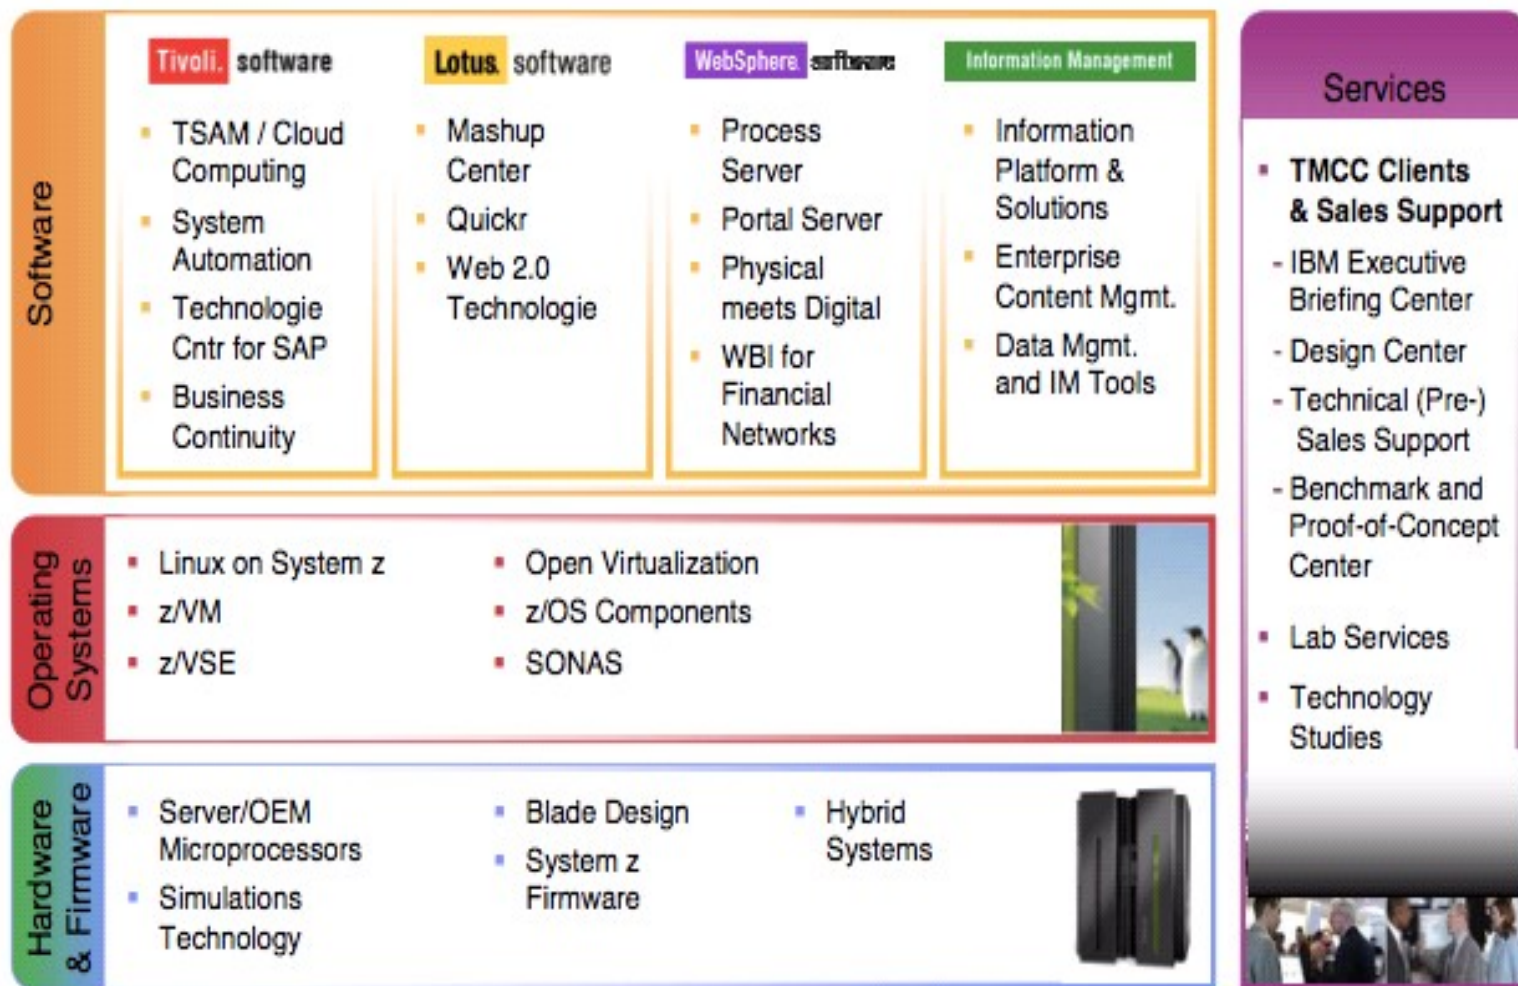 Software
Tivoli. software
TSAM / Cloud
Computing
System
Automation
Technologie
Cntr for SAP
Business
Continuity
Lotus. software
Mashup
Center
Quickr
Web 2.0
Technologie
WebSphere. software
Process
Server
Portal Server
Physical
meets Digital
WBI for
Financial
Networks
Information Management
Information
Platform &
Solutions
Enterprise
Content Mgmt.
Data Mgmt.
and IM Tools
Operating
Systems
Linux on System z
z/VM
z/VSE
Open Virtualization
z/OS Components
SONAS
Hardware
& Firmware
Server/OEM
Microprocessors
Simulations
Technology
Blade Design
System z
Firmware
Hybrid
Systems
Services
TMCC Clients
& Sales Support
- IBM Executive
Briefing Center
- Design Center
- Technical (Pre-)
Sales Support
- Benchmark and
Proof-of-Concept
Center
Lab Services
Technology
Studies